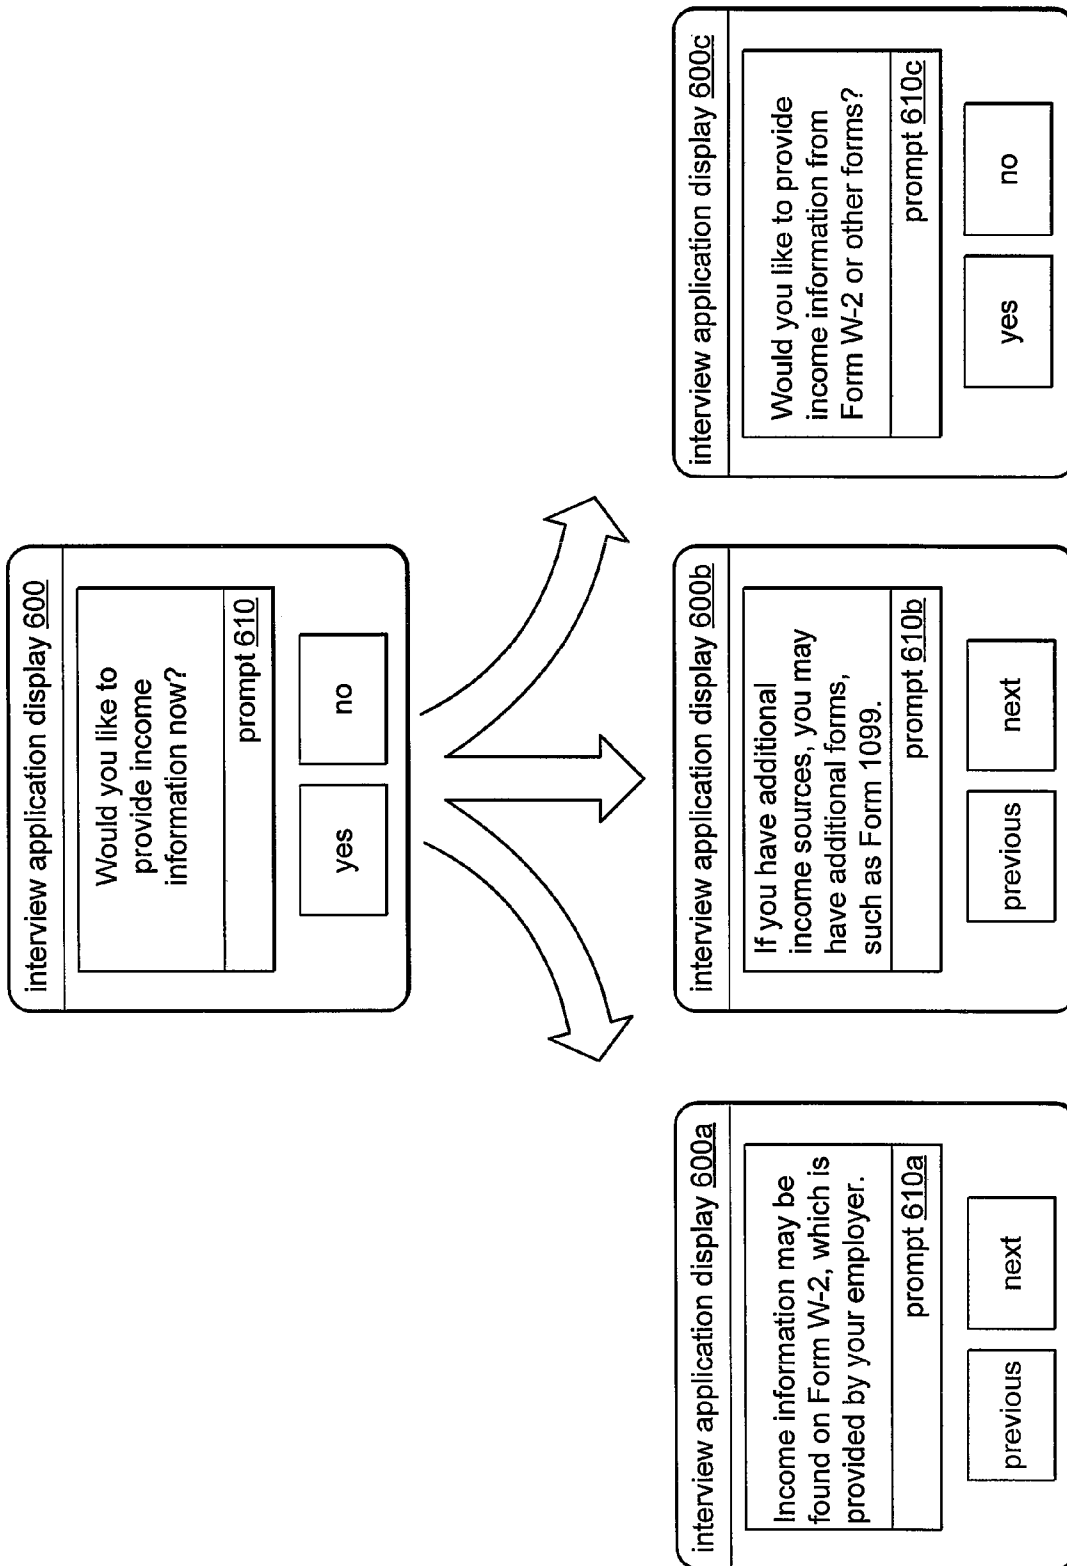 interview application display 600
Would you like to
provide income
information now?
prompt 610
yes
no
interview application display 600a
Income information may be
found on Form W-2, which is
provided by your employer.
prompt 610a
previous
next
interview application display 600b
If you have additional
income sources, you may
have additional forms,
such as Form 1099.
prompt 610b
previous
next
interview application display 600c
Would you like to provide
income information from
Form W-2 or other forms?
prompt 610c
yes
no